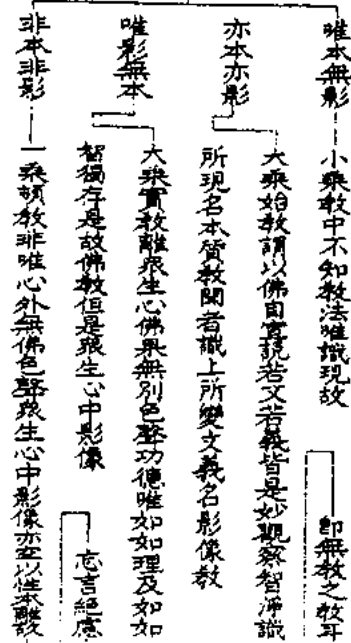 唯本無影
小乘教中不知教法唯識現故
亦本亦影
大乘始教謂以佛自實說若文若義皆是妙觀察智淨識
所現名本質教聞者識上所變文義名影像教
唯影無本
大乘實教離眾生心佛果無別色聲功德唯如如理及如如
智獨存是故佛教但是眾生心中影像
非本非影
一乘頓教非唯心外無佛色聲眾生心中影像亦空以性本離故
忘言絕慮
即無教之教耳